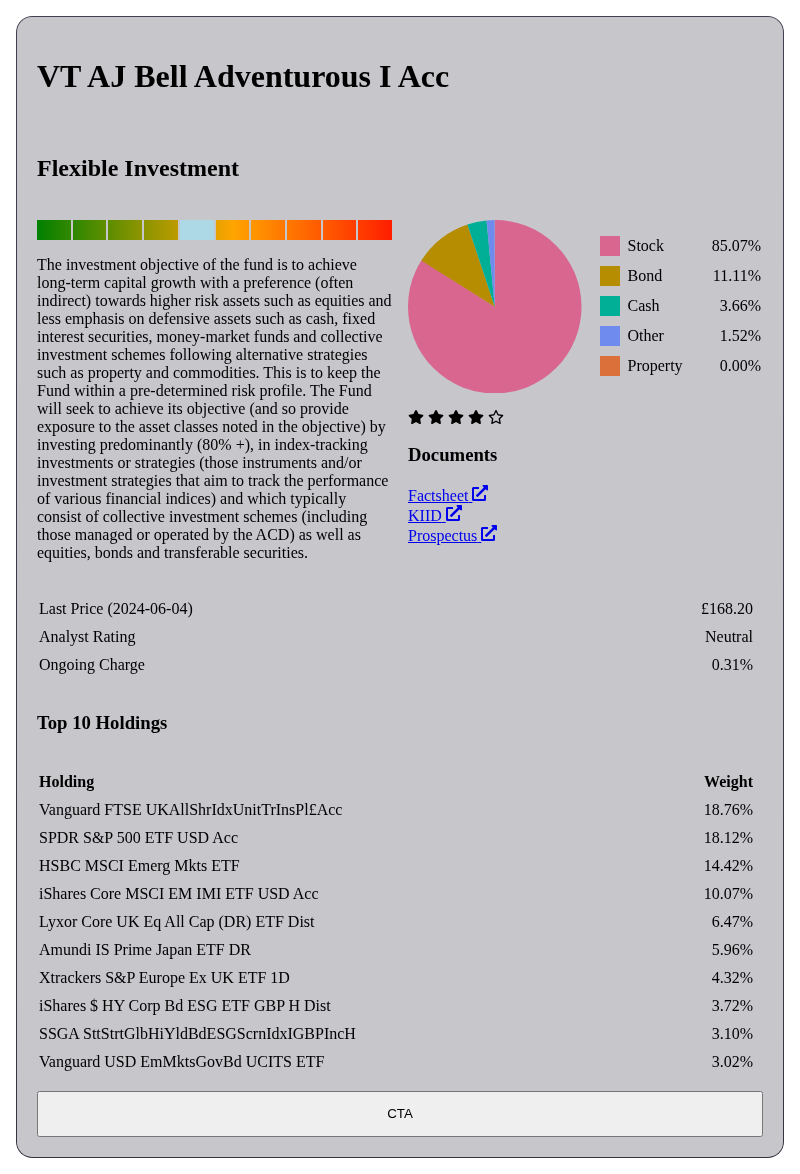 VT AJ Bell Adventurous I Acc
Flexible Investment
The investment objective of the fund is to achieve
long-term capital growth with a preference (often
indirect) towards higher risk assets such as equities and
less emphasis on defensive assets such as cash, fixed
interest securities, money-market funds and collective
investment schemes following alternative strategies
such as property and commodities. This is to keep the
Fund within a pre-determined risk profile. The Fund
will seek to achieve its objective (and so provide
exposure to the asset classes noted in the objective) by
investing predominantly (80% +), in index-tracking
investments or strategies (those instruments and/or
investment strategies that aim to track the performance
of various financial indices) and which typically
consist of collective investment schemes (including
those managed or operated by the ACD) as well as
equities, bonds and transferable securities.
Stock 85.07%
Bond 11.11%
Cash 3.66%
Other 1.52%
Property 0.00%
Documents
Factsheet
KIID
Prospectus
Last Price (2024-06-04) £168.20
Analyst Rating Neutral
Ongoing Charge 0.31%
Top 10 Holdings
Holding Weight
Vanguard FTSE UKAllShrIdxUnitTrInsPl£Acc 18.76%
SPDR S&P 500 ETF USD Acc 18.12%
HSBC MSCI Emerg Mkts ETF 14.42%
iShares Core MSCI EM IMI ETF USD Acc 10.07%
Lyxor Core UK Eq All Cap (DR) ETF Dist 6.47%
Amundi IS Prime Japan ETF DR 5.96%
Xtrackers S&P Europe Ex UK ETF 1D 4.32%
iShares $ HY Corp Bd ESG ETF GBP H Dist 3.72%
SSGA SttStrtGlbHiYldBdESGScrnIdxIGBPIncH 3.10%
Vanguard USD EmMktsGovBd UCITS ETF 3.02%
CTA